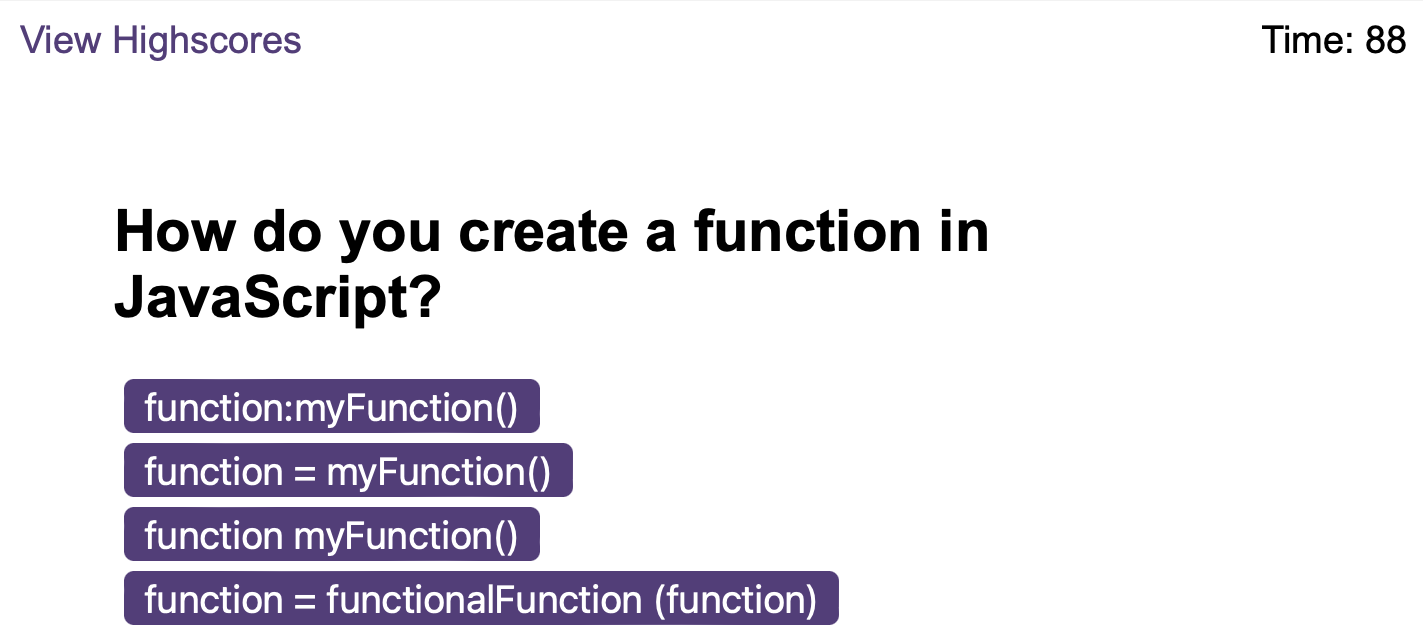 View Highscores
Time: 88
How do you create a function in
JavaScript?
function:myFunction()
function = myFunction()
function myFunction()
function = functionalFunction (function)